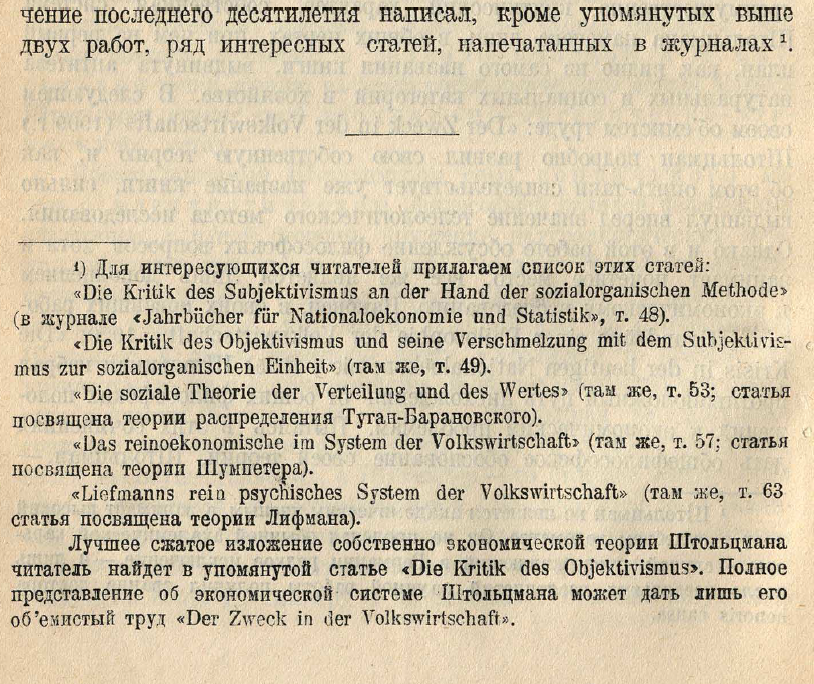 чение последнего десятилетия написал, кроме упомянутых выше
двух работ, ряд интересных статей, напечатанных в журналах ¹.
¹) Для интересующихся читателей прилагаем список этих статей:
«Die Kritik des Subjektivismus an der Hand der sozialorganischen Methode»
(в журнале «Jahrbücher für Nationaloekonomie und Statistik», т. 48).
«Die Kritik des Objektivismus und seine Verschmelzung mit dem Subjektivis-
mus zur sozialorganischen Einheit» (там же, т. 49).
«Die soziale Theorie der Verteilung und des Wertes» (там же, т. 53; статья
посвящена теории распределения Туган-Барановского).
«Das reinoekonomische im System der Volkswirtschaft» (там же, т. 57; статья
посвящена теории Шумпетера).
«Liefmanns rein psychisches System der Volkswirtschaft» (там же, т. 63
статья посвящена теории Лифмана).
Лучшее сжатое изложение собственно экономической теории Штольцмана
читатель найдет в упомянутой статье «Die Kritik des Objektivismus». Полное
представление об экономической системе Штольцмана может дать лишь его
об'емистый труд «Der Zweck in der Volkswirtschaft».